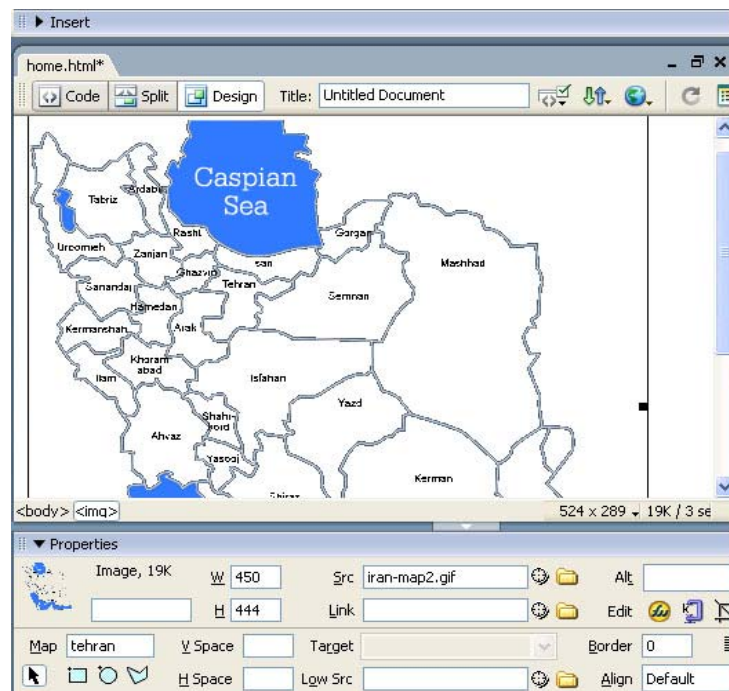 Insert
home.html*
Code Split Design Title: Untitled Document
Caspian
Sea
Ardabil
Tabriz
Rasht
Gorgan
Uroomieh
Zanjan
Mashhad
Ghazvin
sari
Tehran
Sanandaj
Semnan
Hamedan
Kermanshah
Arak
Khoram
abad
Ilam
Isfahan
Yazd
Shahr
kord
Ahvaz
Yasooj
Kerman
Shiraz
<body> <img> 524 x 289 19K / 3 se
Properties
Image, 19K W 450 Src iran-map2.gif Alt
H 444 Link Edit
Map tehran V Space Target Border 0
H Space Low Src Align Default